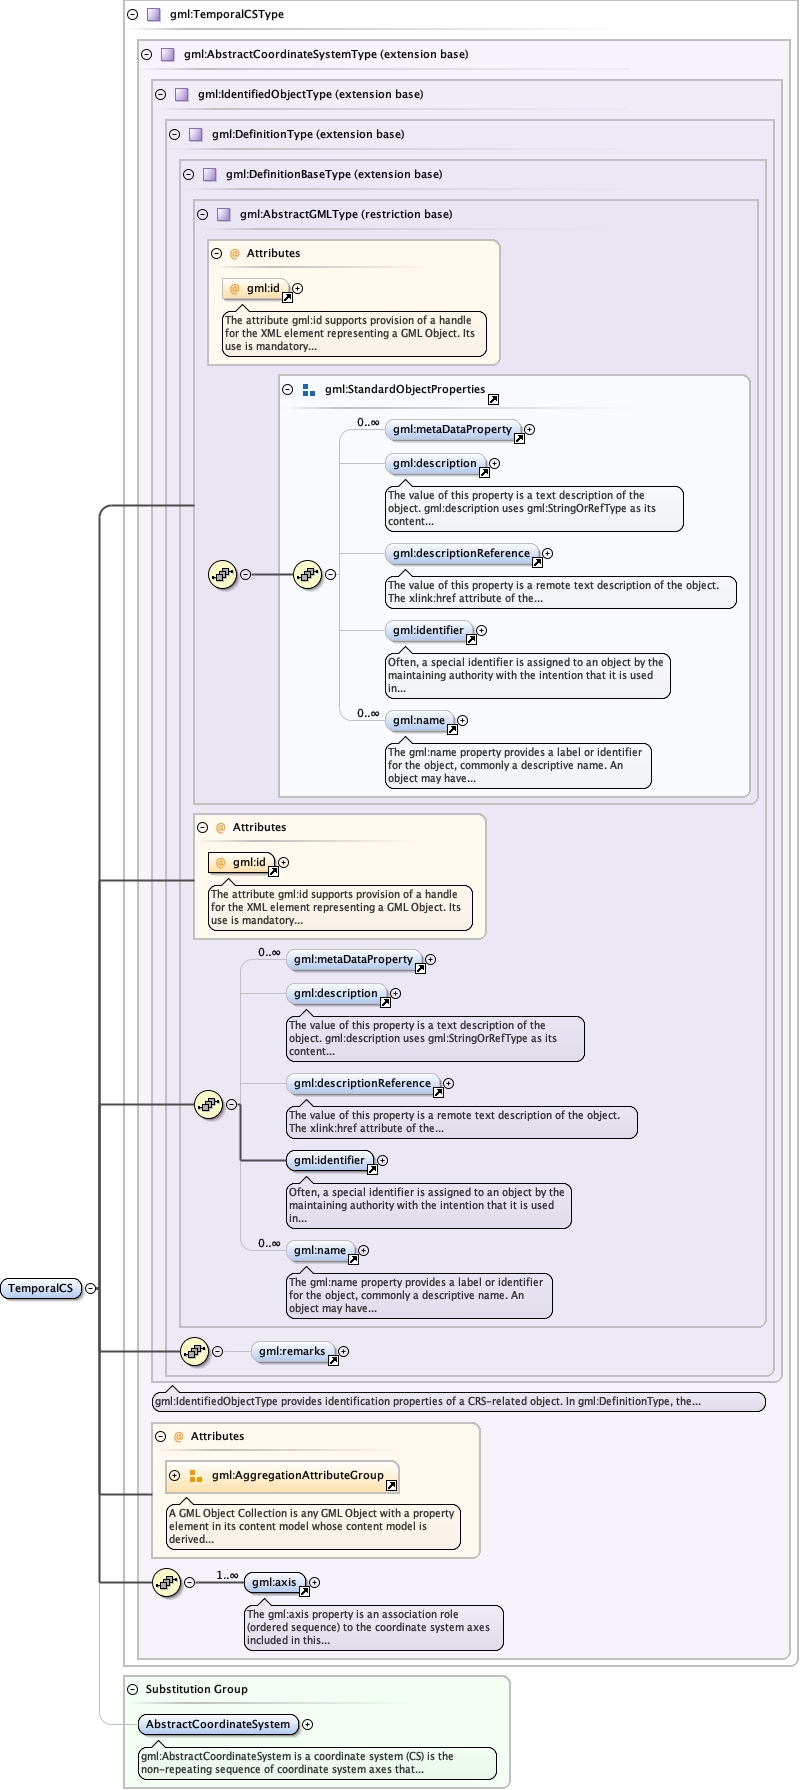 gml:TemporalCSType
gml:AbstractCoordinateSystemType (extension base)
gml:IdentifiedObjectType (extension base)
gml:DefinitionType (extension base)
gml:DefinitionBaseType (extension base)
gml:AbstractGMLType (restriction base)
@ Attributes
@ gml:id
The attribute gml:id supports provision of a handle
for the XML element representing a GML Object. Its
use is mandatory...
gml:StandardObjectProperties
0..∞
gml:metaDataProperty
gml:description
The value of this property is a text description of the
object. gml:description uses gml:StringOrRefType as its
content...
gml:descriptionReference
The value of this property is a remote text description of the object.
The xlink:href attribute of the...
gml:identifier
Often, a special identifier is assigned to an object by the
maintaining authority with the intention that it is used
in...
0..∞
gml:name
The gml:name property provides a label or identifier
for the object, commonly a descriptive name. An
object may have...
@ Attributes
@ gml:id
The attribute gml:id supports provision of a handle
for the XML element representing a GML Object. Its
use is mandatory...
0..∞
gml:metaDataProperty
gml:description
The value of this property is a text description of the
object. gml:description uses gml:StringOrRefType as its
content...
gml:descriptionReference
The value of this property is a remote text description of the object.
The xlink:href attribute of the...
gml:identifier
Often, a special identifier is assigned to an object by the
maintaining authority with the intention that it is used
in...
0..∞
gml:name
The gml:name property provides a label or identifier
for the object, commonly a descriptive name. An
object may have...
TemporalCS
gml:remarks
gml:IdentifiedObjectType provides identification properties of a CRS-related object. In gml:DefinitionType, the...
@ Attributes
gml:AggregationAttributeGroup
A GML Object Collection is any GML Object with a property
element in its content model whose content model is
derived...
1..∞
gml:axis
The gml:axis property is an association role
(ordered sequence) to the coordinate system axes
included in this...
Substitution Group
AbstractCoordinateSystem
gml:AbstractCoordinateSystem is a coordinate system (CS) is the
non-repeating sequence of coordinate system axes that...